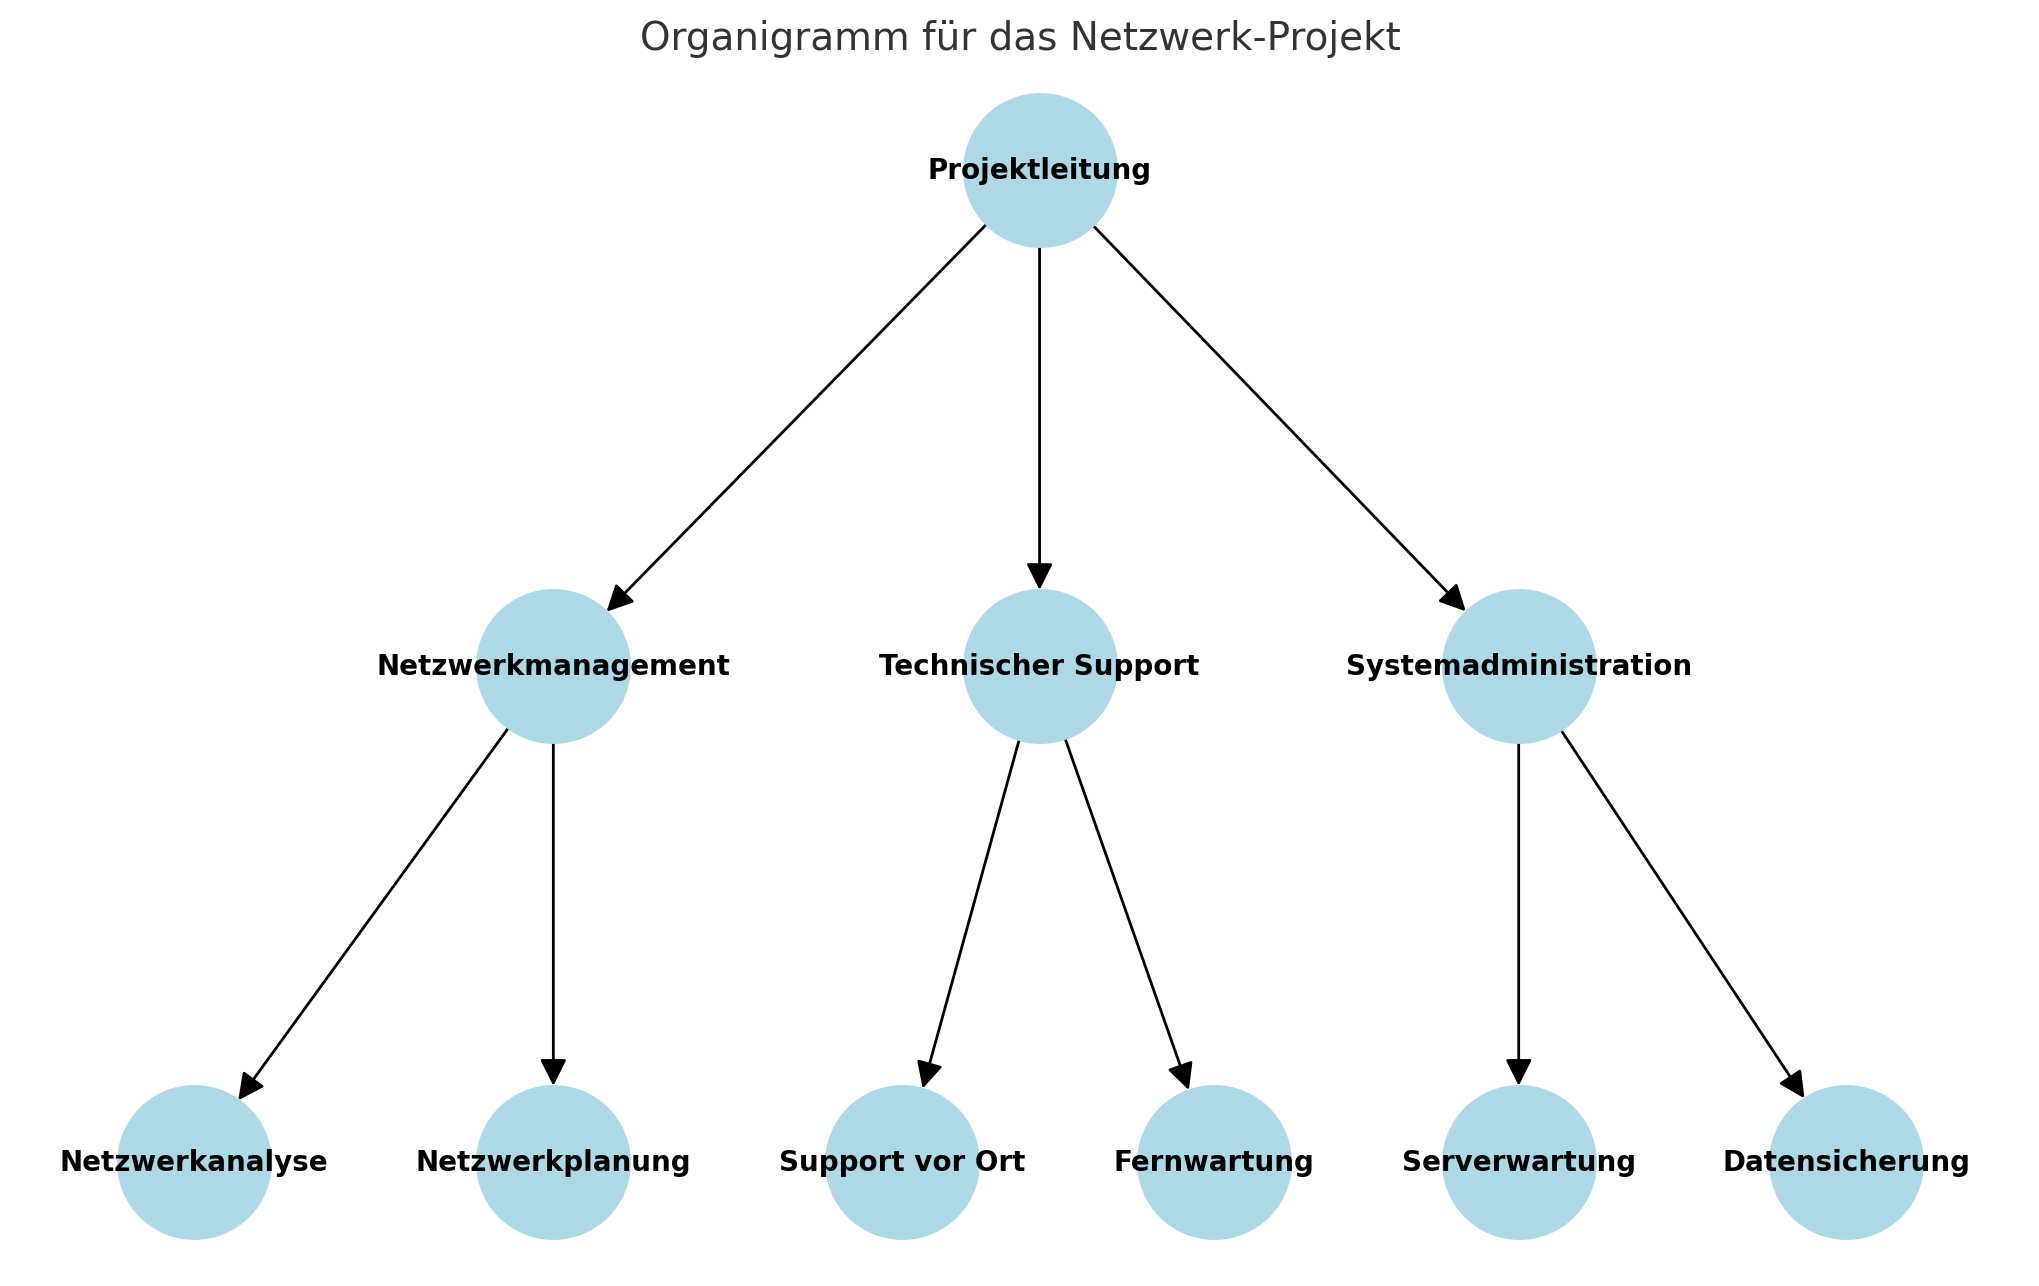 Organigramm für das Netzwerk-Projekt
Projektleitung
Netzwerkmanagement
Technischer Support
Systemadministration
Netzwerkanalyse
Netzwerkplanung
Support vor Ort
Fernwartung
Serverwartung
Datensicherung